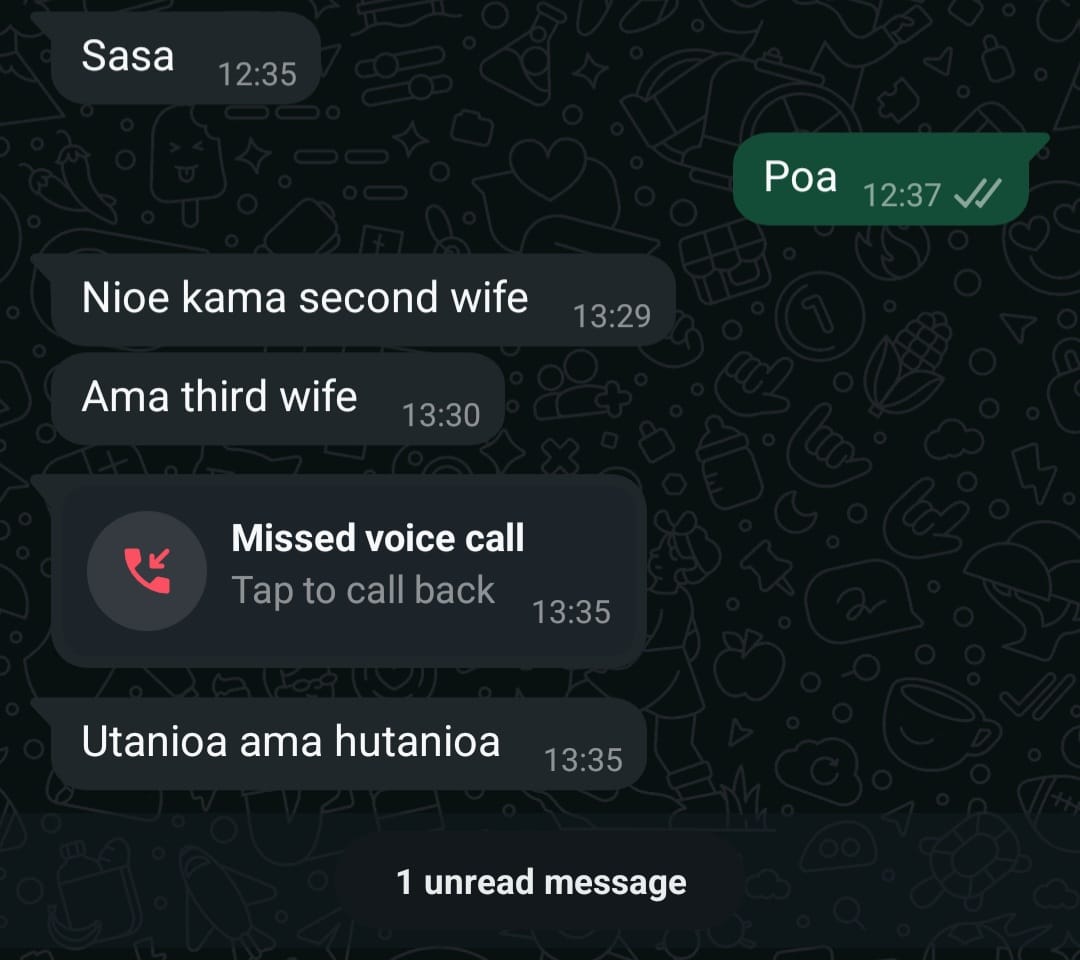 Sasa 12:35
Poa 12:37
Nioe kama second wife 13:29
Ama third wife 13:30
Missed voice call
Tap to call back 13:35
Utanioa ama hutanioa 13:35
1 unread message